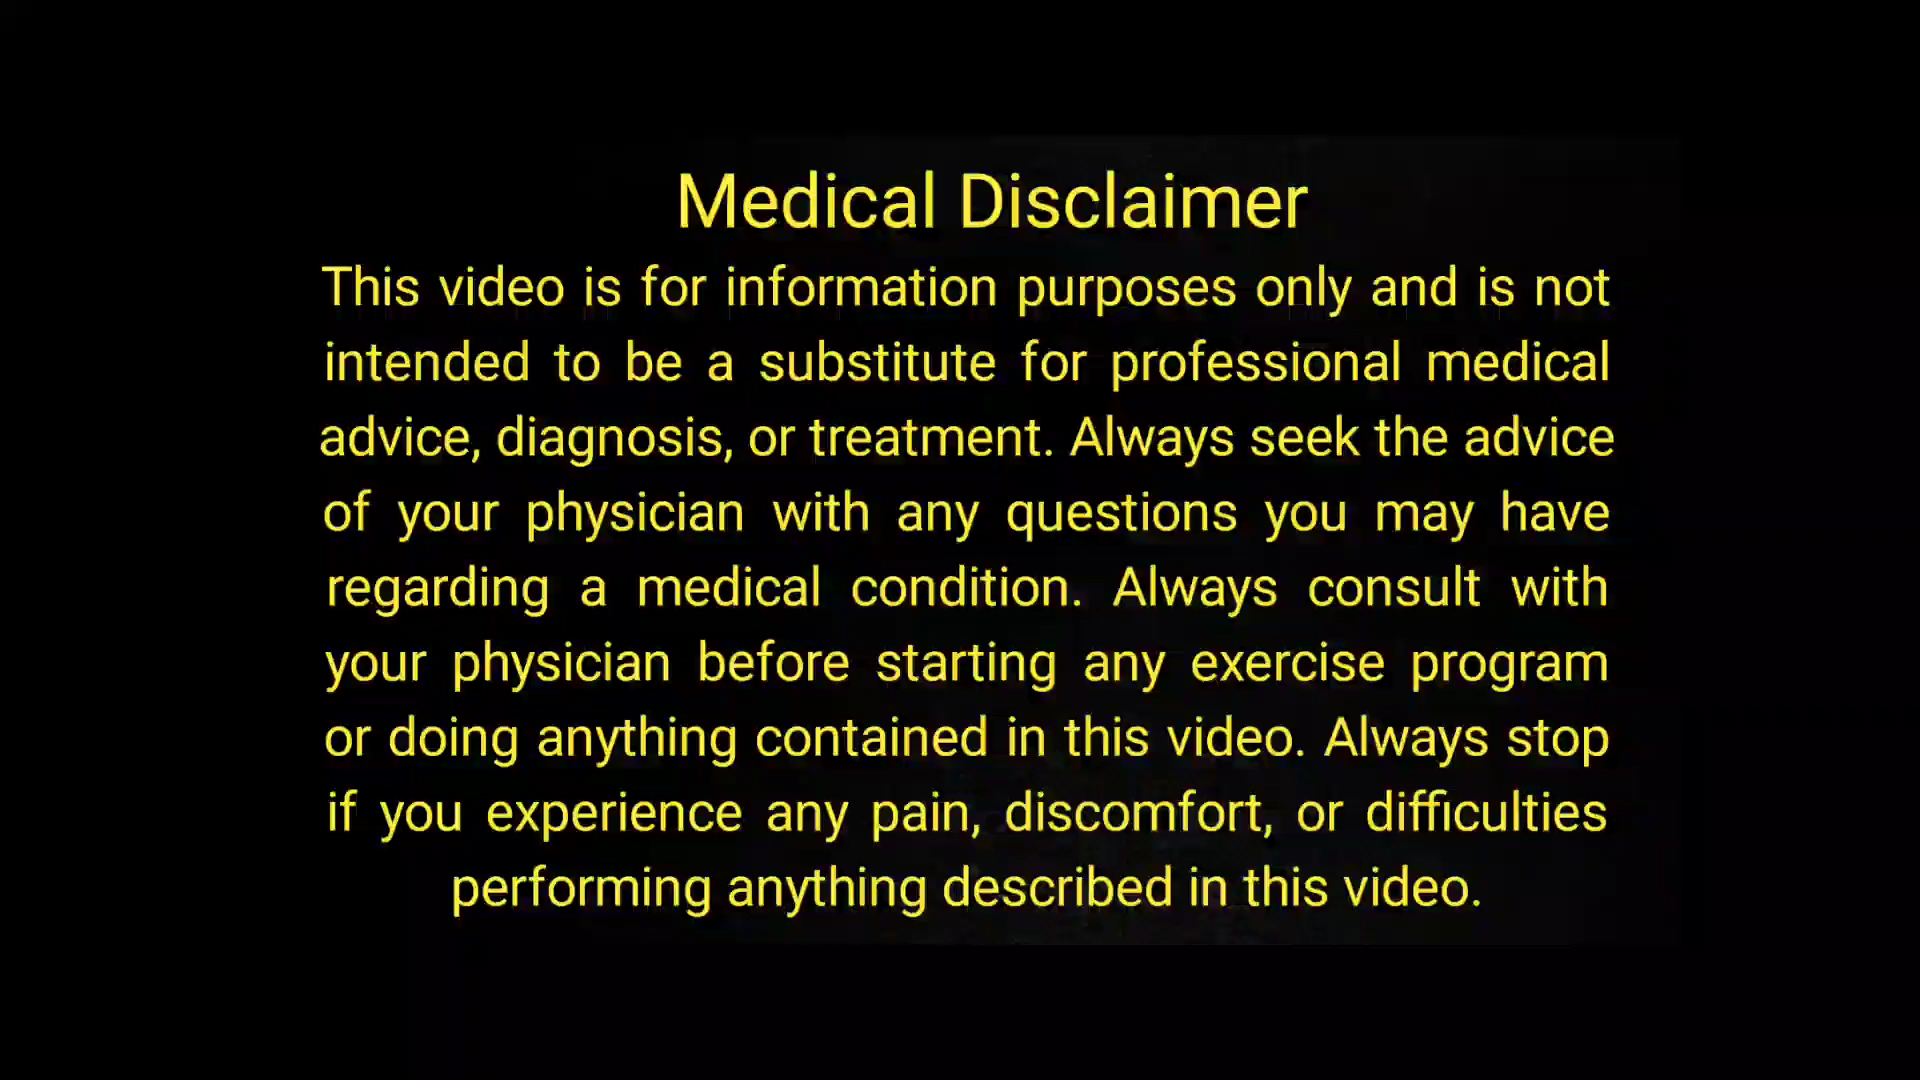 Medical Disclaimer
This video is for information purposes only and is not
intended to be a substitute for professional medical
advice, diagnosis, or treatment. Always seek the advice
of your physician with any questions you may have
regarding a medical condition. Always consult with
your physician before starting any exercise program
or doing anything contained in this video. Always stop
if you experience any pain, discomfort, or difficulties
performing anything described in this video.